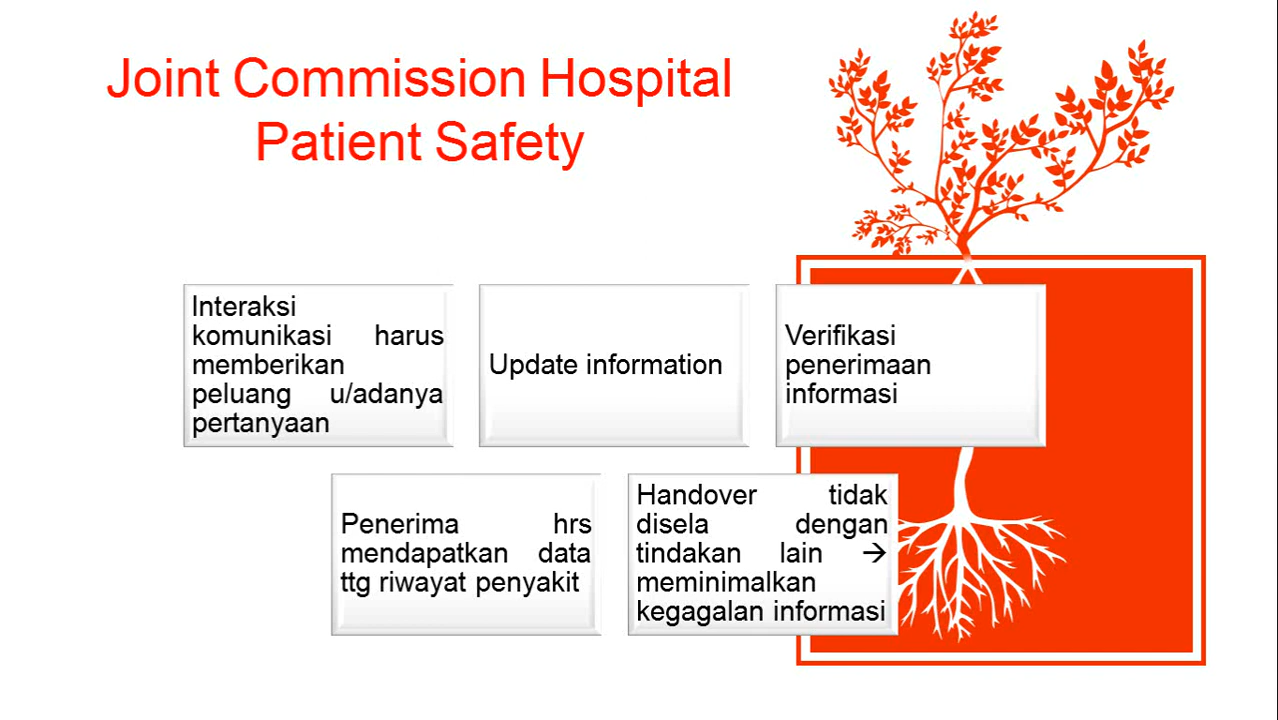 Joint Commission Hospital
Patient Safety
Interaksi
komunikasi harus
memberikan
peluang u/adanya
pertanyaan
Update information
Verifikasi
penerimaan
informasi
Penerima hrs
mendapatkan data
ttg riwayat penyakit
Handover tidak
disela dengan
tindakan lain →
meminimalkan
kegagalan informasi